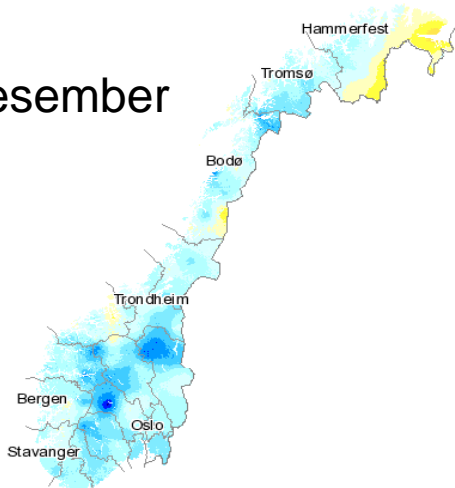 Hammerfest
Tromsø
esember
Bodø
Trondheim
Bergen
Oslo
Stavanger